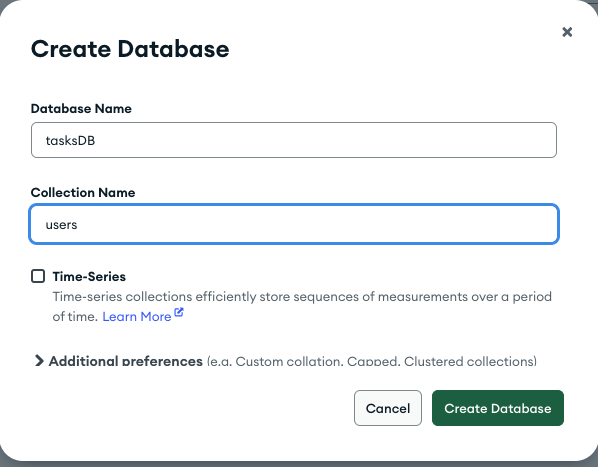 Create Database
Database Name
tasksDB
Collection Name
users
Time-Series
Time-series collections efficiently store sequences of measurements over a period
of time. Learn More
Additional preferences (e.g. Custom collation, Capped, Clustered collections)
Cancel Create Database